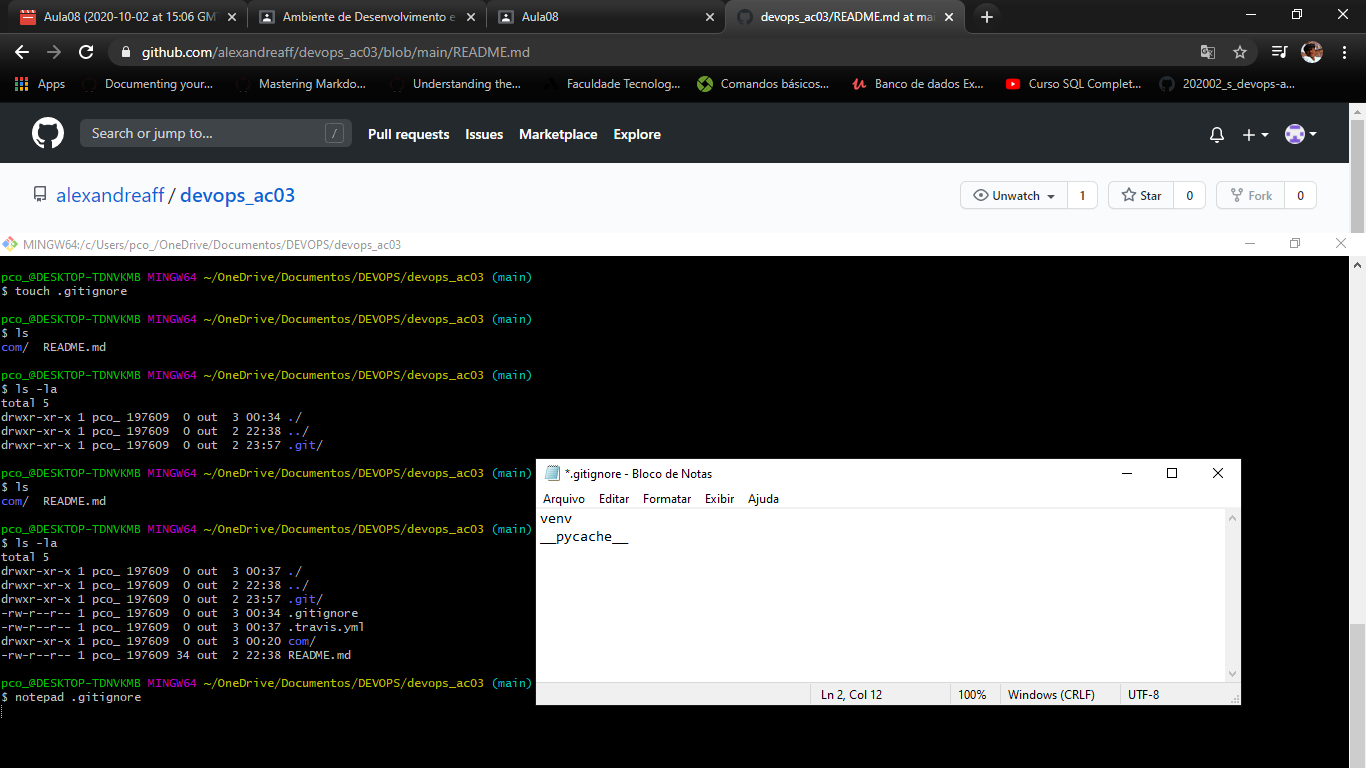 Aula08 (2020-10-02 at 15:06 GM
Ambiente de Desenvolvimento e
Aula08
devops_ac03/README.md at mai
github.com/alexandreaff/devops_ac03/blob/main/README.md
Apps
Documenting your...
Mastering Markdo...
Understanding the...
Faculdade Tecnolog...
Comandos básicos...
Banco de dados Ex...
Curso SQL Complet...
202002_s_devops-a...
Search or jump to...
/
Pull requests
Issues
Marketplace
Explore
alexandreaff / devops_ac03
Unwatch
1
Star
0
Fork
0
MINGW64:/c/Users/pco_/OneDrive/Documentos/DEVOPS/devops_ac03
pco_@DESKTOP-TDNVKMB MINGW64 ~/OneDrive/Documentos/DEVOPS/devops_ac03 (main)
$ touch .gitignore
pco_@DESKTOP-TDNVKMB MINGW64 ~/OneDrive/Documentos/DEVOPS/devops_ac03 (main)
$ ls
com/  README.md
pco_@DESKTOP-TDNVKMB MINGW64 ~/OneDrive/Documentos/DEVOPS/devops_ac03 (main)
$ ls -la
total 5
drwxr-xr-x 1 pco_ 197609  0 out  3 00:34 ./
drwxr-xr-x 1 pco_ 197609  0 out  2 22:38 ../
drwxr-xr-x 1 pco_ 197609  0 out  2 23:57 .git/
pco_@DESKTOP-TDNVKMB MINGW64 ~/OneDrive/Documentos/DEVOPS/devops_ac03 (main)
$ ls
com/  README.md
pco_@DESKTOP-TDNVKMB MINGW64 ~/OneDrive/Documentos/DEVOPS/devops_ac03 (main)
$ ls -la
total 5
drwxr-xr-x 1 pco_ 197609  0 out  3 00:37 ./
drwxr-xr-x 1 pco_ 197609  0 out  2 22:38 ../
drwxr-xr-x 1 pco_ 197609  0 out  2 23:57 .git/
-rw-r--r-- 1 pco_ 197609  0 out  3 00:34 .gitignore
-rw-r--r-- 1 pco_ 197609  0 out  3 00:37 .travis.yml
drwxr-xr-x 1 pco_ 197609  0 out  3 00:20 com/
-rw-r--r-- 1 pco_ 197609 34 out  2 22:38 README.md
pco_@DESKTOP-TDNVKMB MINGW64 ~/OneDrive/Documentos/DEVOPS/devops_ac03 (main)
$ notepad .gitignore
*.gitignore - Bloco de Notas
Arquivo
Editar
Formatar
Exibir
Ajuda
venv
__pycache__
Ln 2, Col 12
100%
Windows (CRLF)
UTF-8